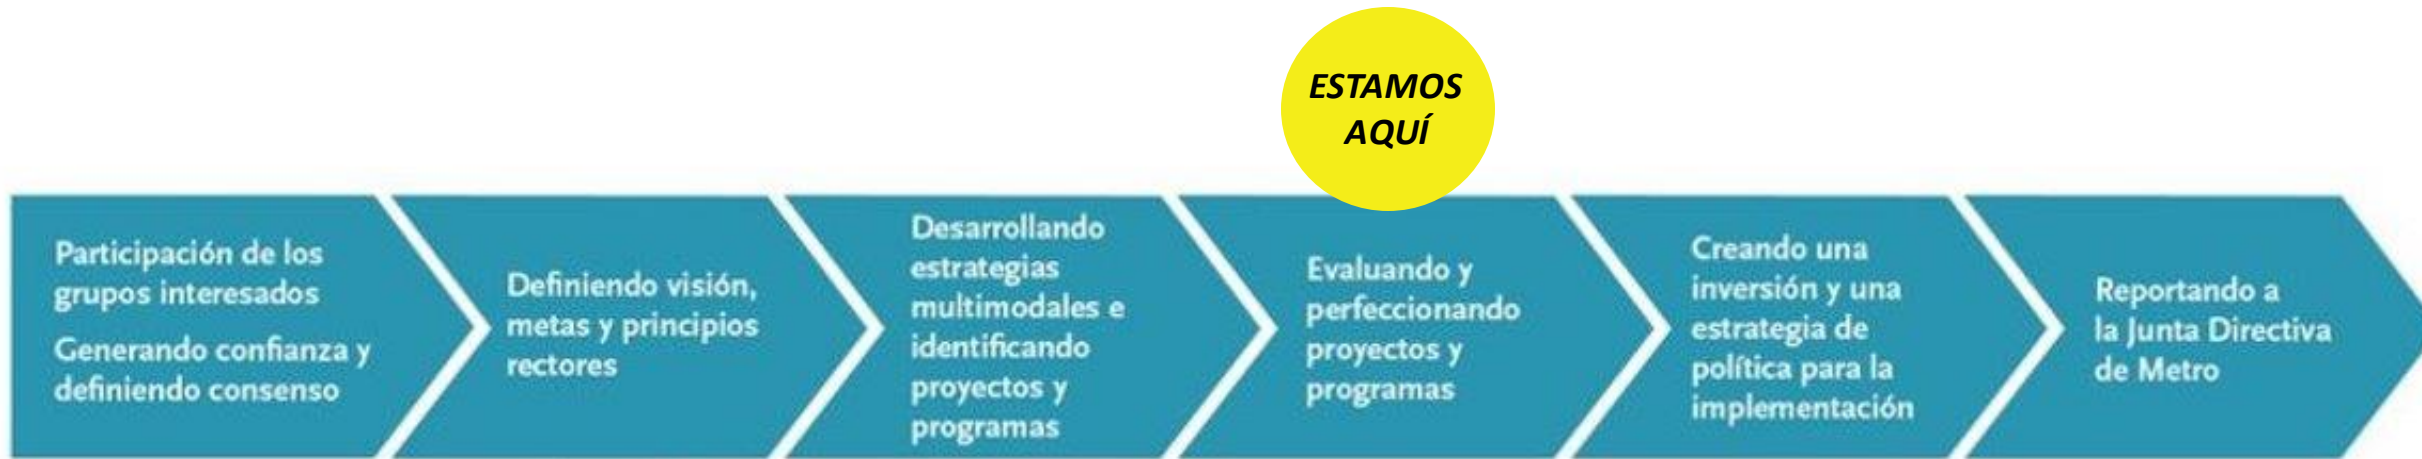 ESTAMOS
AQUÍ
Participación de los
grupos interesados
Generando confianza y
definiendo consenso
Definiendo visión,
metas y principios
rectores
Desarrollando
estrategias
multimodales e
identificando
proyectos y
programas
Evaluando y
perfeccionando
proyectos y
programas
Creando una
inversión y una
estrategia de
política para la
implementación
Reportando a
la Junta Directiva
de Metro